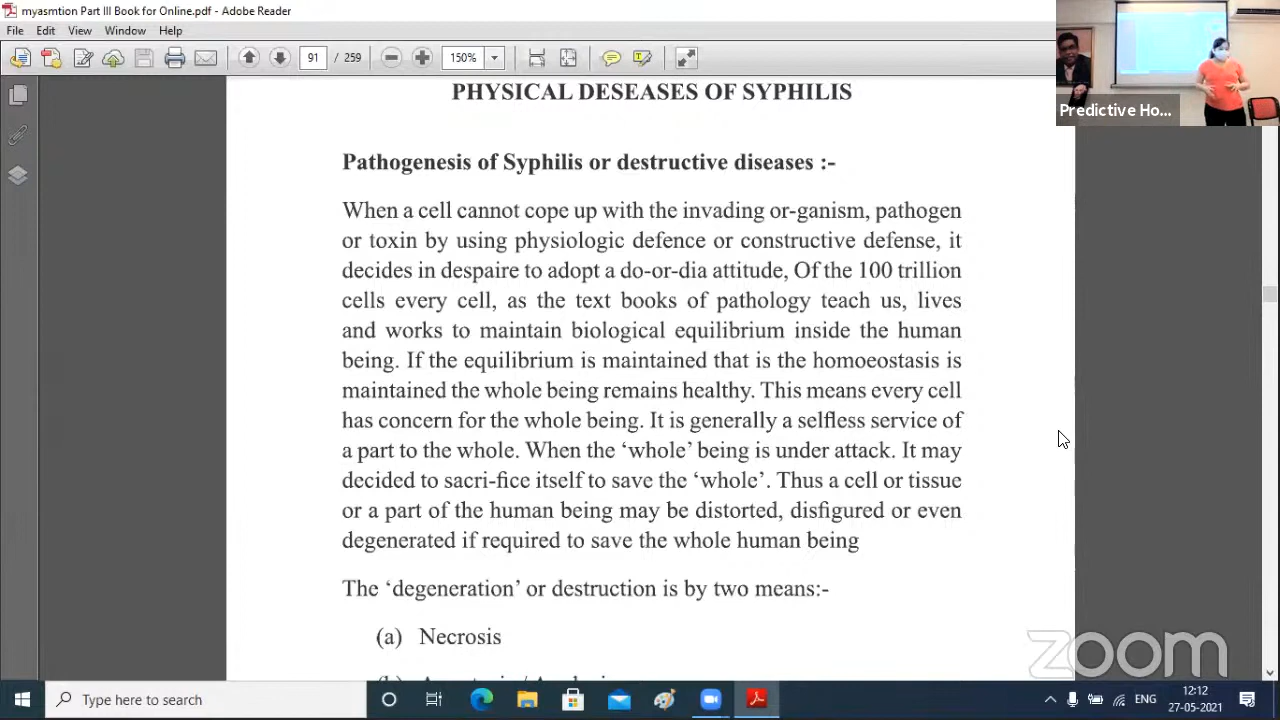 myasmtion Part III Book for Online.pdf - Adobe Reader
File Edit View Window Help
91 / 259
150%
Predictive Ho...
PHYSICAL DESEASES OF SYPHILIS
Pathogenesis of Syphilis or destructive diseases :-
When a cell cannot cope up with the invading or-ganism, pathogen
or toxin by using physiologic defence or constructive defense, it
decides in despaire to adopt a do-or-dia attitude, Of the 100 trillion
cells every cell, as the text books of pathology teach us, lives
and works to maintain biological equilibrium inside the human
being. If the equilibrium is maintained that is the homoeostasis is
maintained the whole being remains healthy. This means every cell
has concern for the whole being. It is generally a selfless service of
a part to the whole. When the ‘whole’ being is under attack. It may
decided to sacri-fice itself to save the ‘whole’. Thus a cell or tissue
or a part of the human being may be distorted, disfigured or even
degenerated if required to save the whole human being
The ‘degeneration’ or destruction is by two means:-
(a) Necrosis
zoom
Type here to search
ENG
12:12
27-05-2021